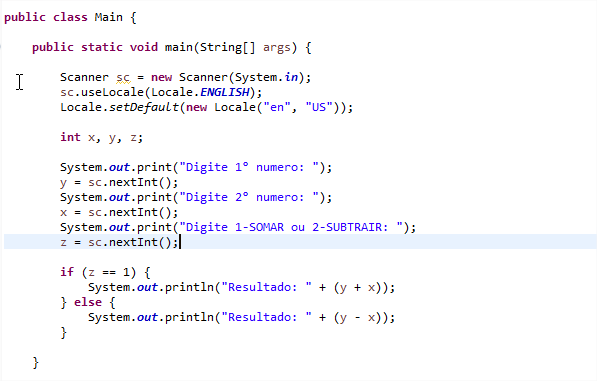 public class Main {
public static void main(String[] args) {
Scanner sc = new Scanner(System.in);
sc.useLocale(Locale.ENGLISH);
Locale.setDefault(new Locale("en", "US"));
int x, y, z;
System.out.print("Digite 1° numero: ");
y = sc.nextInt();
System.out.print("Digite 2° numero: ");
x = sc.nextInt();
System.out.print("Digite 1-SOMAR ou 2-SUBTRAIR: ");
z = sc.nextInt();
if (z == 1) {
System.out.println("Resultado: " + (y + x));
} else {
System.out.println("Resultado: " + (y - x));
}
}